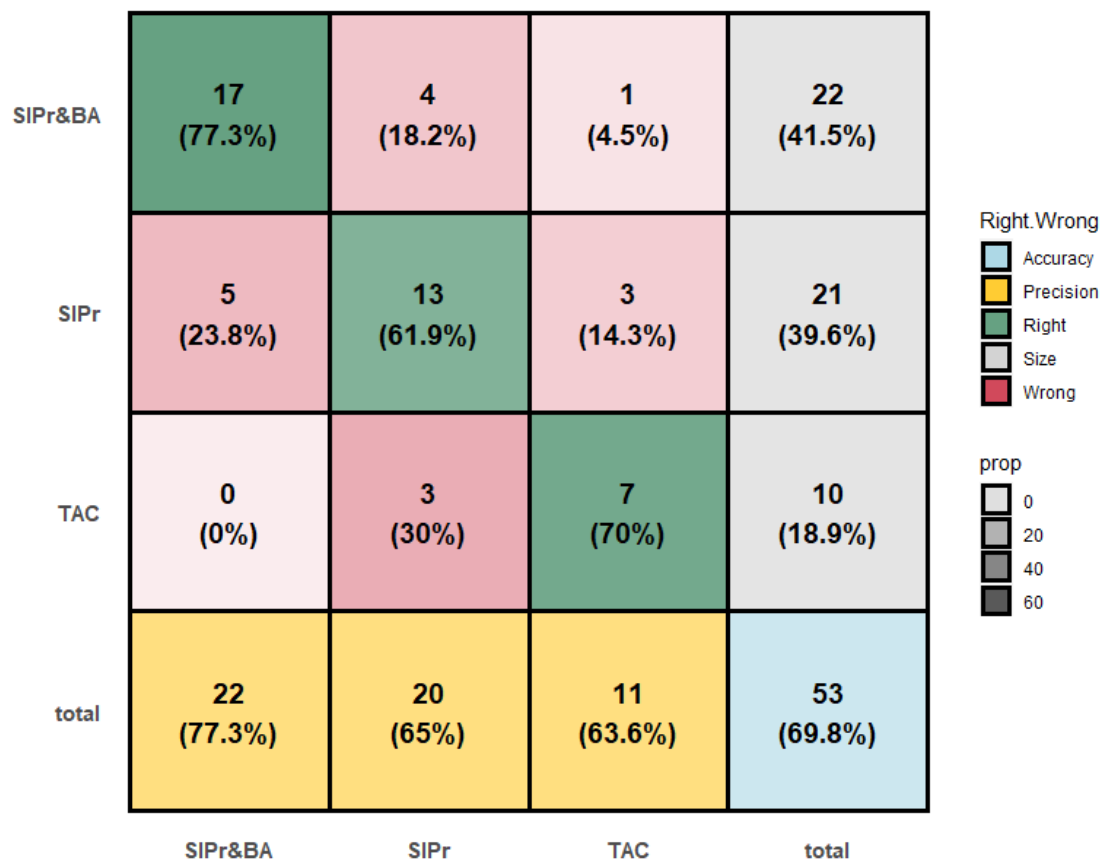 SIPr&BA
17
(77.3%)
4
(18.2%)
1
(4.5%)
22
(41.5%)
SIPr
5
(23.8%)
13
(61.9%)
3
(14.3%)
21
(39.6%)
TAC
0
(0%)
3
(30%)
7
(70%)
10
(18.9%)
total
22
(77.3%)
20
(65%)
11
(63.6%)
53
(69.8%)
SIPr&BA
SIPr
TAC
total
Right.Wrong
Accuracy
Precision
Right
Size
Wrong
prop
0
20
40
60